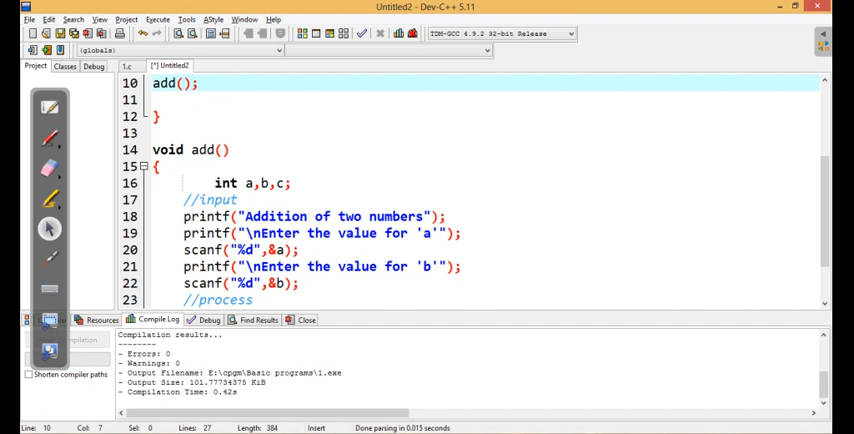 Untitled2 - Dev-C++ 5.11
File Edit Search View Project Execute Tools AStyle Window Help
TDM-GCC 4.9.2 32-bit Release
(globals)
Project Classes Debug 1.c [*] Untitled2
10 add();
11
12 }
13
14 void add()
15 {
16 int a,b,c;
17 //input
18 printf("Addition of two numbers");
19 printf("\nEnter the value for 'a'");
20 scanf("%d",&a);
21 printf("\nEnter the value for 'b'");
22 scanf("%d",&b);
23 //process
Resources Compile Log Debug Find Results Close
Compilation results...
--------
- Errors: 0
- Warnings: 0
- Output Filename: E:\cpgm\Basic programs\1.exe
- Output Size: 101.77734375 KiB
- Compilation Time: 0.42s
Shorten compiler paths
Line: 10 Col: 7 Sel: 0 Lines: 27 Length: 384 Insert Done parsing in 0.015 seconds